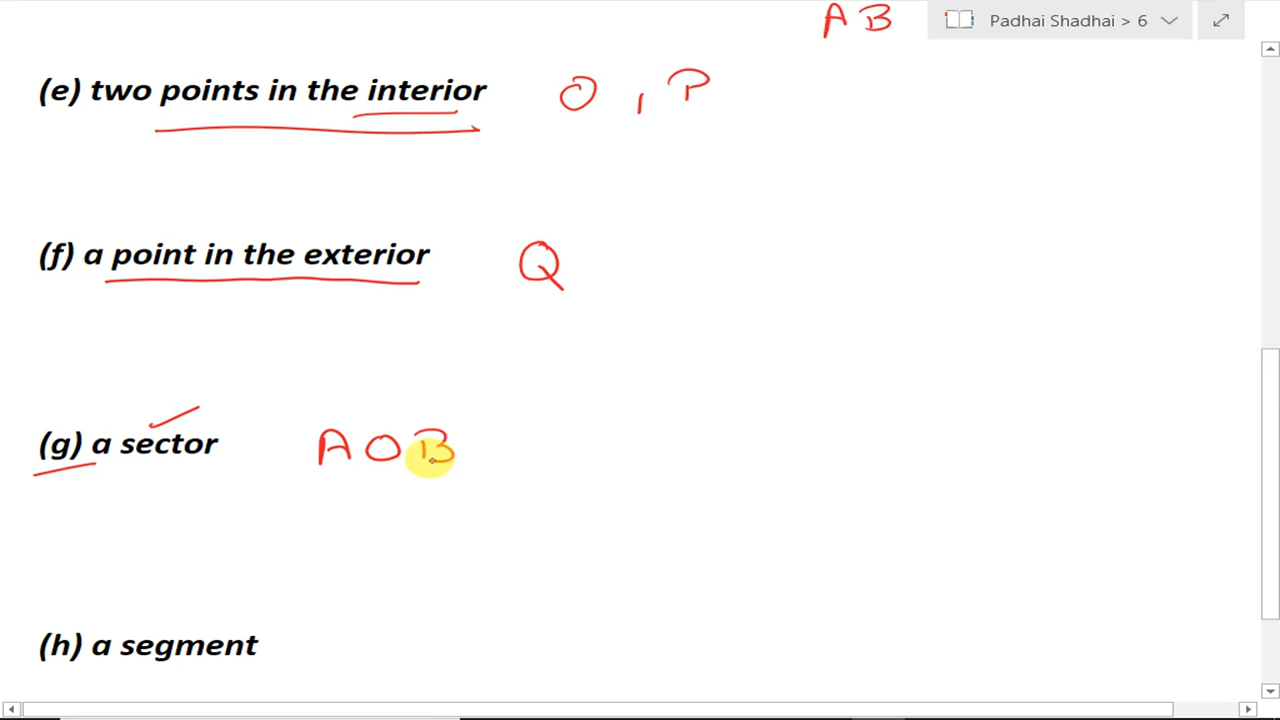 A B
Padhai Shadhai > 6
(e) two points in the interior O , P
(f) a point in the exterior Q
(g) a sector A O B
(h) a segment